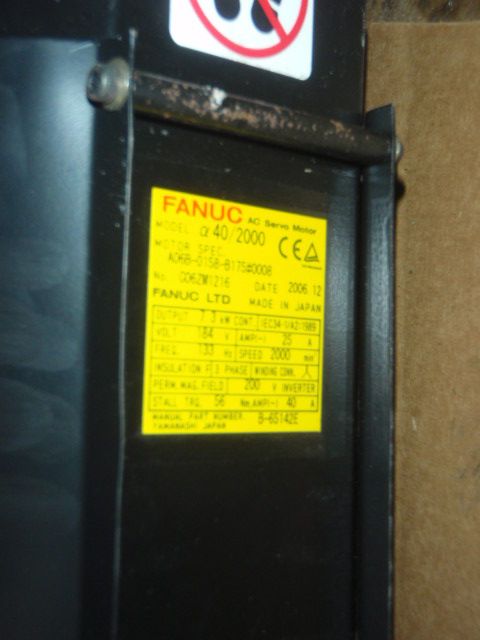 FANUC AC Servo Motor
MODEL α40/2000
MOTOR SPEC.
A06B-0158-B175#0008
CE
No. C062W1216 DATE 2006.12
FANUC LTD MADE IN JAPAN
OUTPUT 7.3 kW CONT. IEC34-1/A2:1989
VOLT 184 V AMP(~) 25 A
FREQ. 133 Hz SPEED 2000 min
INSULATION F 3 PHASE WINDING CONN. 人
PERM. MAG. FIELD 200 V INVERTER
STALL TRQ. 56 Nm AMP(~) 40 A
MANUAL PART NUMBER. B-65142E
YAMANASHI JAPAN